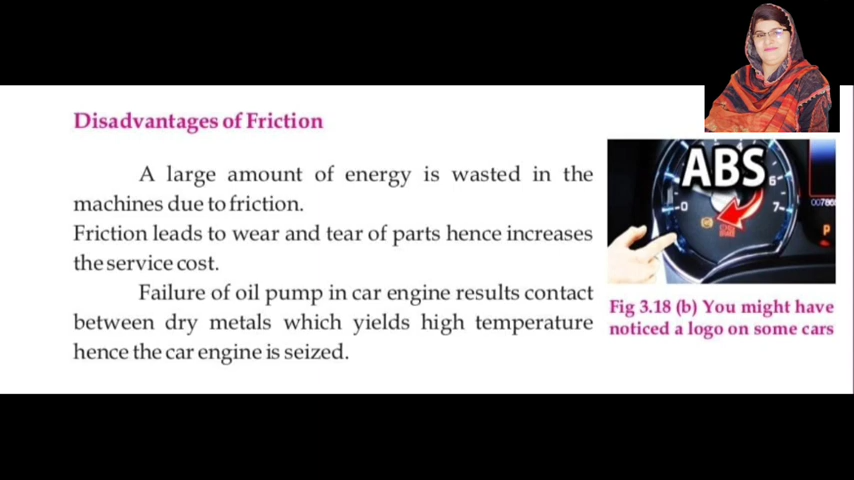 Disadvantages of Friction
A large amount of energy is wasted in the
machines due to friction.
Friction leads to wear and tear of parts hence increases
the service cost.
Failure of oil pump in car engine results contact
between dry metals which yields high temperature
hence the car engine is seized.
ABS
6
0
7
P
Fig 3.18 (b) You might have
noticed a logo on some cars